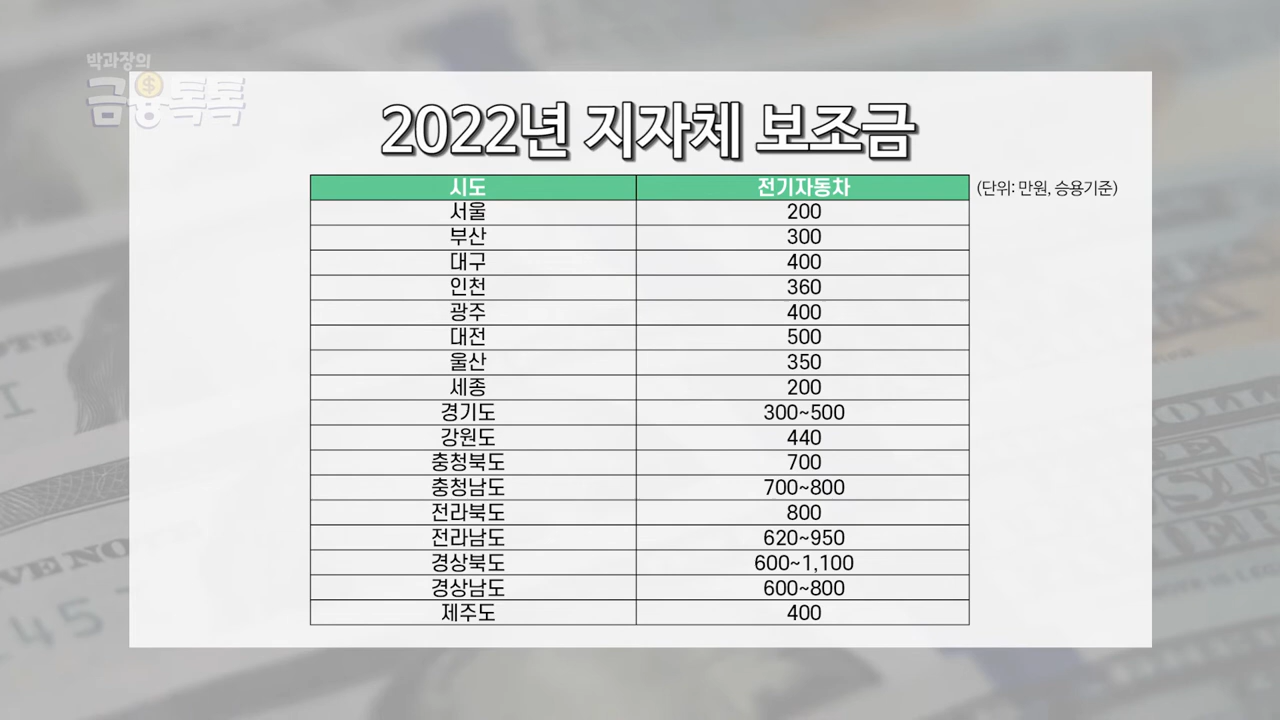 박과장의
금융톡톡
2022년 지자체 보조금
(단위: 만원, 승용기준)
시도 전기자동차
서울 200
부산 300
대구 400
인천 360
광주 400
대전 500
울산 350
세종 200
경기도 300~500
강원도 440
충청북도 700
충청남도 700~800
전라북도 800
전라남도 620~950
경상북도 600~1,100
경상남도 600~800
제주도 400